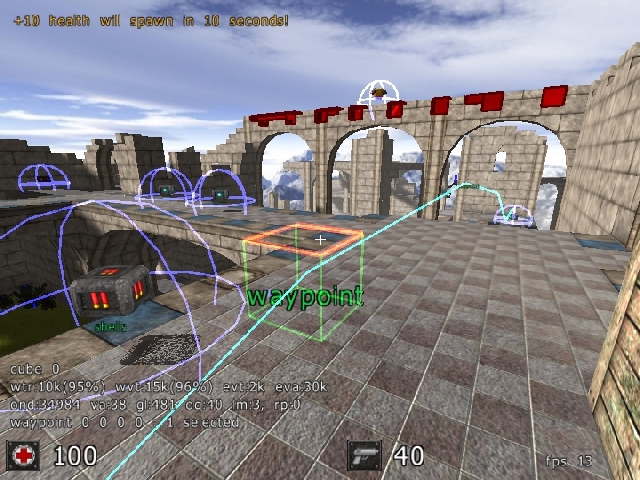 +10 health will spawn in 10 seconds!
waypoint
shells
cube 0
wtr:10k(95%) wvt:15k(96%) evt:2k eva:30k
ond:34984 va:38 gl:481 oc:40 lm:3, rp:0
waypoint 0 0 0 0 : 1 selected
100
40
fps 13